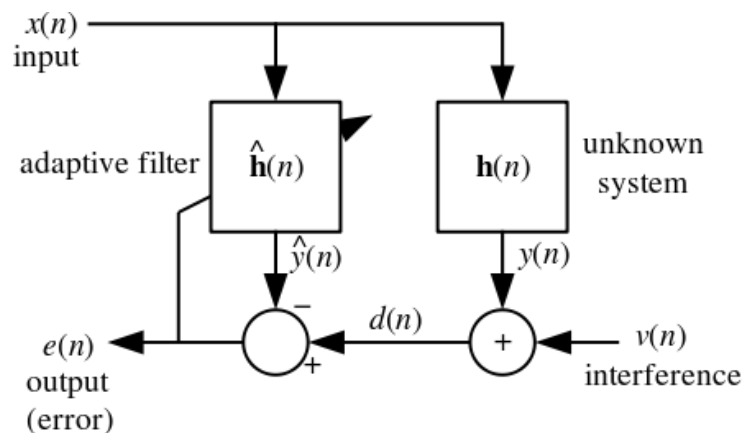 x(n)
input
adaptive filter
ĥ(n)
h(n)
unknown
system
ŷ(n)
y(n)
−
d(n)
+
+
v(n)
interference
e(n)
output
(error)